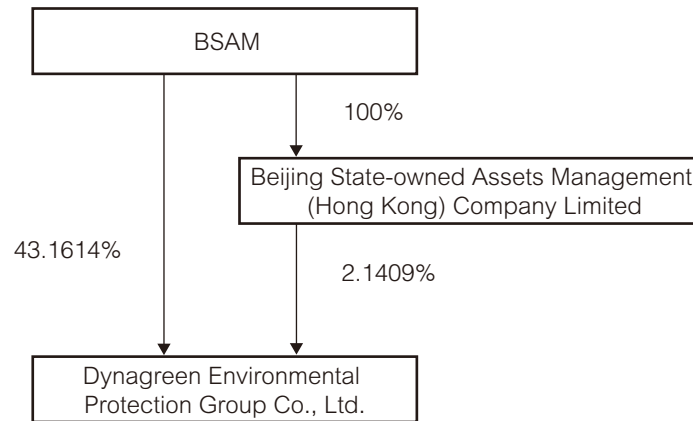 BSAM
100%
Beijing State-owned Assets Management
(Hong Kong) Company Limited
43.1614%
2.1409%
Dynagreen Environmental
Protection Group Co., Ltd.